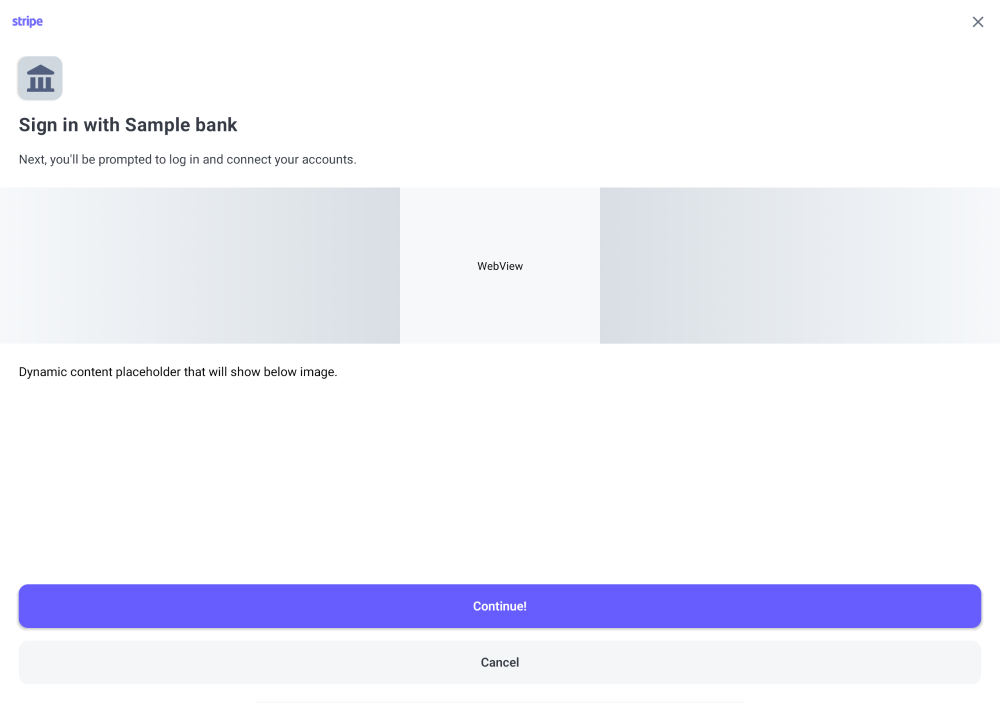 stripe
Sign in with Sample bank
Next, you'll be prompted to log in and connect your accounts.
WebView
Dynamic content placeholder that will show below image.
Continue!
Cancel